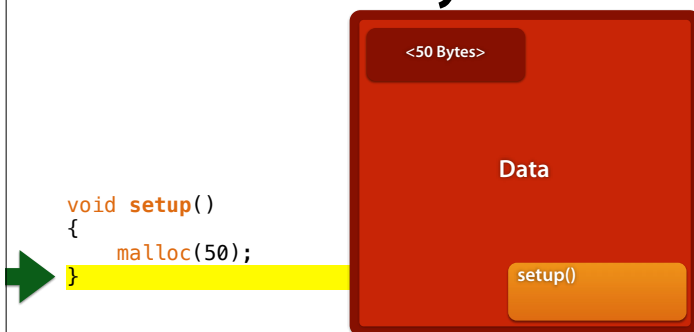 <50 Bytes>
Data
void setup()
{
    malloc(50);
}
setup()